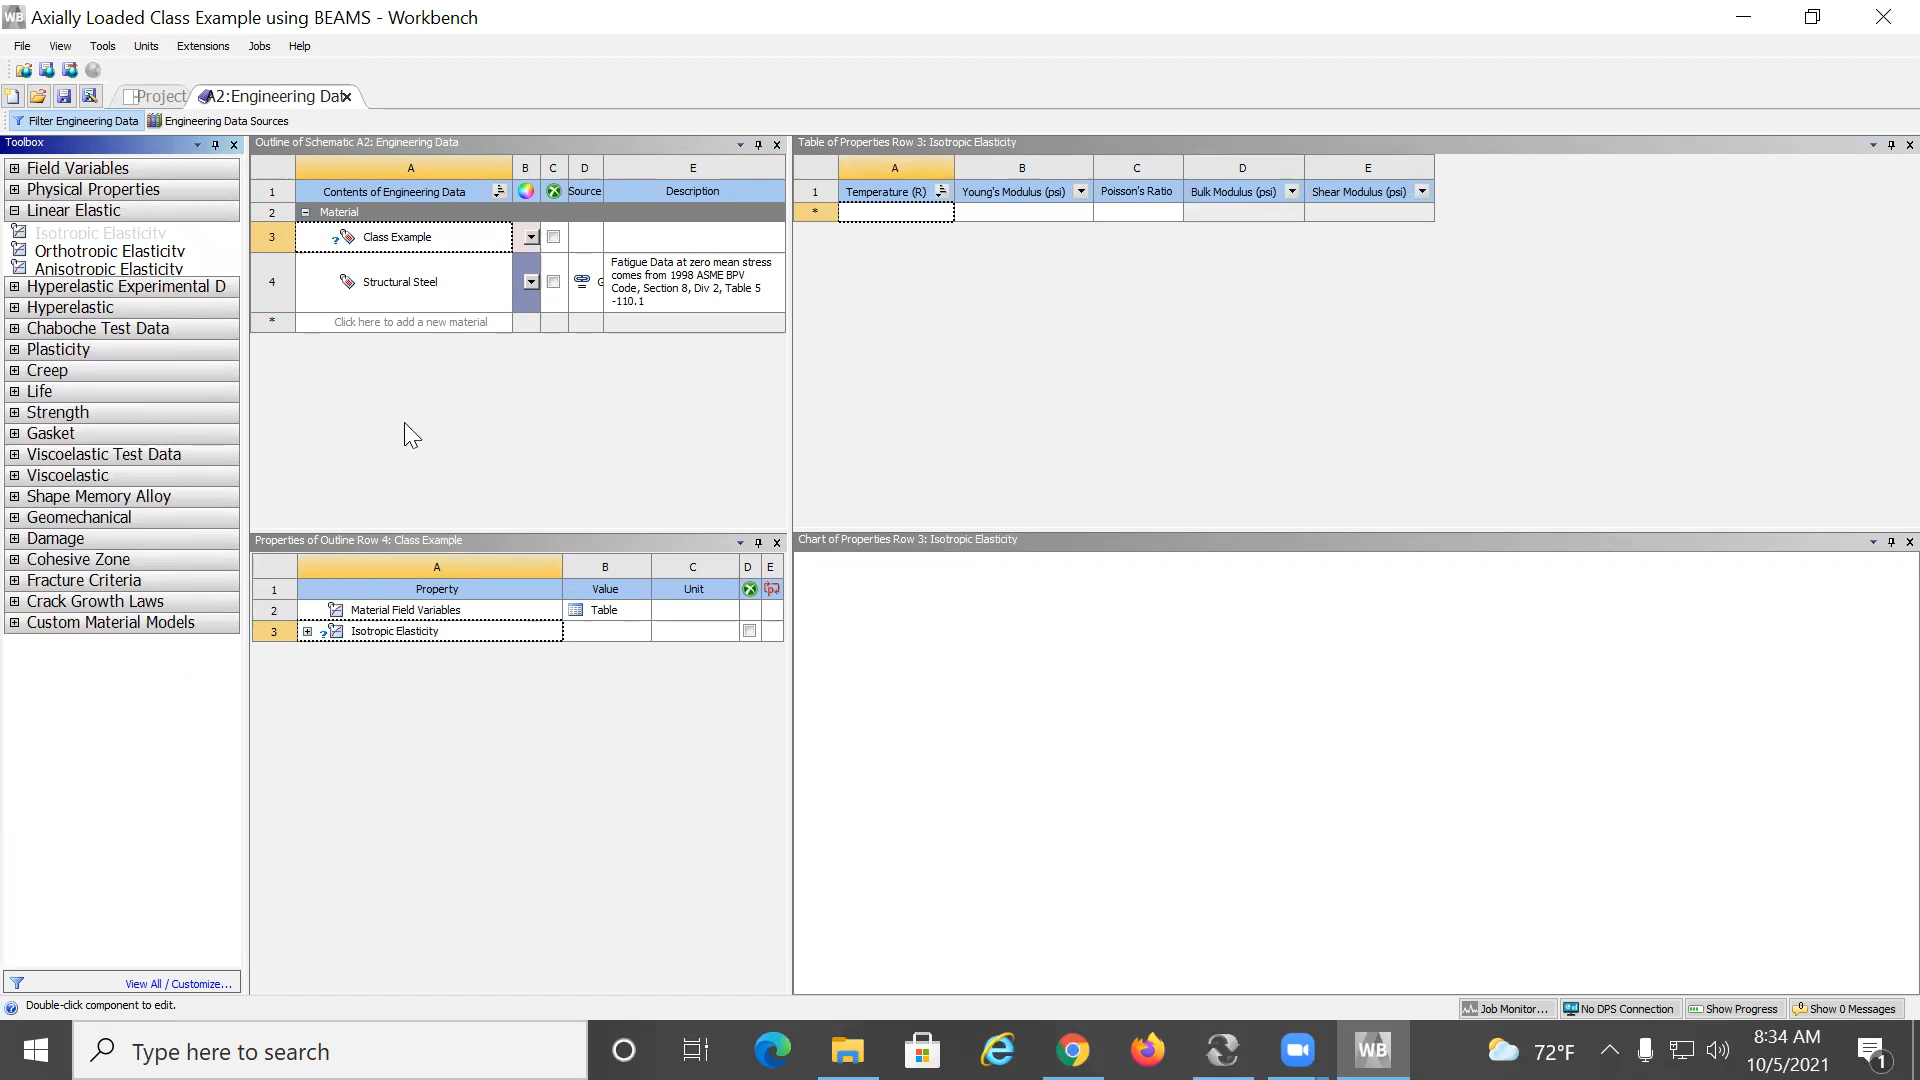 WB Axially Loaded Class Example using BEAMS - Workbench
File View Tools Units Extensions Jobs Help
Project A2:Engineering Dat
Filter Engineering Data Engineering Data Sources
Toolbox
Field Variables
Physical Properties
Linear Elastic
Isotropic Elasticity
Orthotropic Elasticity
Anisotropic Elasticity
Hyperelastic Experimental D
Hyperelastic
Chaboche Test Data
Plasticity
Creep
Life
Strength
Gasket
Viscoelastic Test Data
Viscoelastic
Shape Memory Alloy
Geomechanical
Damage
Cohesive Zone
Fracture Criteria
Crack Growth Laws
Custom Material Models
View All / Customize...
Outline of Schematic A2: Engineering Data
A B C D E
1 Contents of Engineering Data Source Description
2 Material
3 ? Class Example
4 Structural Steel G
Fatigue Data at zero mean stress
comes from 1998 ASME BPV
Code, Section 8, Div 2, Table 5
-110.1
* Click here to add a new material
Properties of Outline Row 4: Class Example
A B C D E
1 Property Value Unit
2 Material Field Variables Table
3 ? Isotropic Elasticity
Table of Properties Row 3: Isotropic Elasticity
A B C D E
1 Temperature (R) Young's Modulus (psi) Poisson's Ratio Bulk Modulus (psi) Shear Modulus (psi)
*
Chart of Properties Row 3: Isotropic Elasticity
Double-click component to edit.
Job Monitor... No DPS Connection Show Progress Show 0 Messages
Type here to search
WB
72°F
8:34 AM
10/5/2021
1